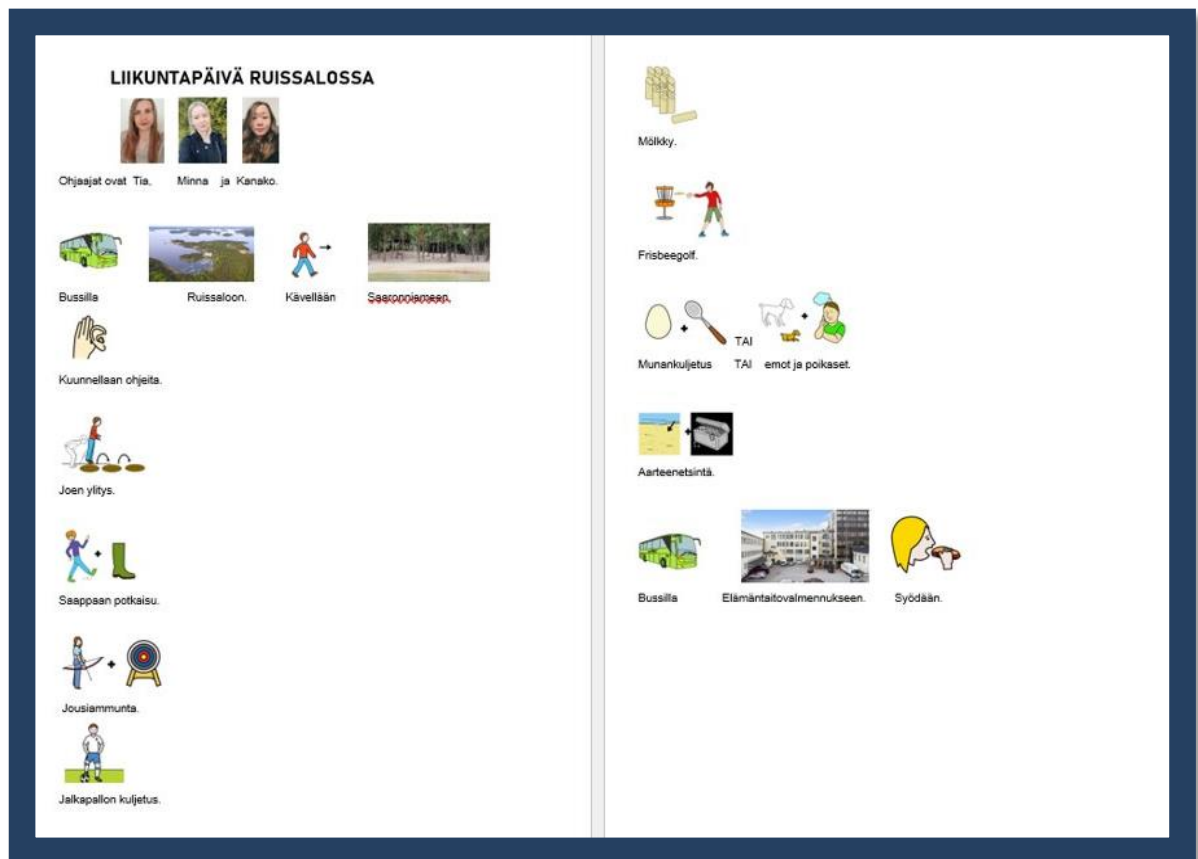 LIIKUNTAPÄIVÄ RUISSALOSSA
Ohjaajat ovat Tia, Minna ja Kanako.
Bussilla Ruissaloon. Kävellään Saaronniemeen.
Kuunnellaan ohjeita.
Joen ylitys.
Saappaan potkaisu.
Jousiammunta.
Jalkapallon kuljetus.
Mölkky.
Frisbeegolf.
TAI
Munankuljetus TAI emot ja poikaset.
Aarteenetsintä.
Bussilla Elämäntaitovalmennukseen. Syödään.